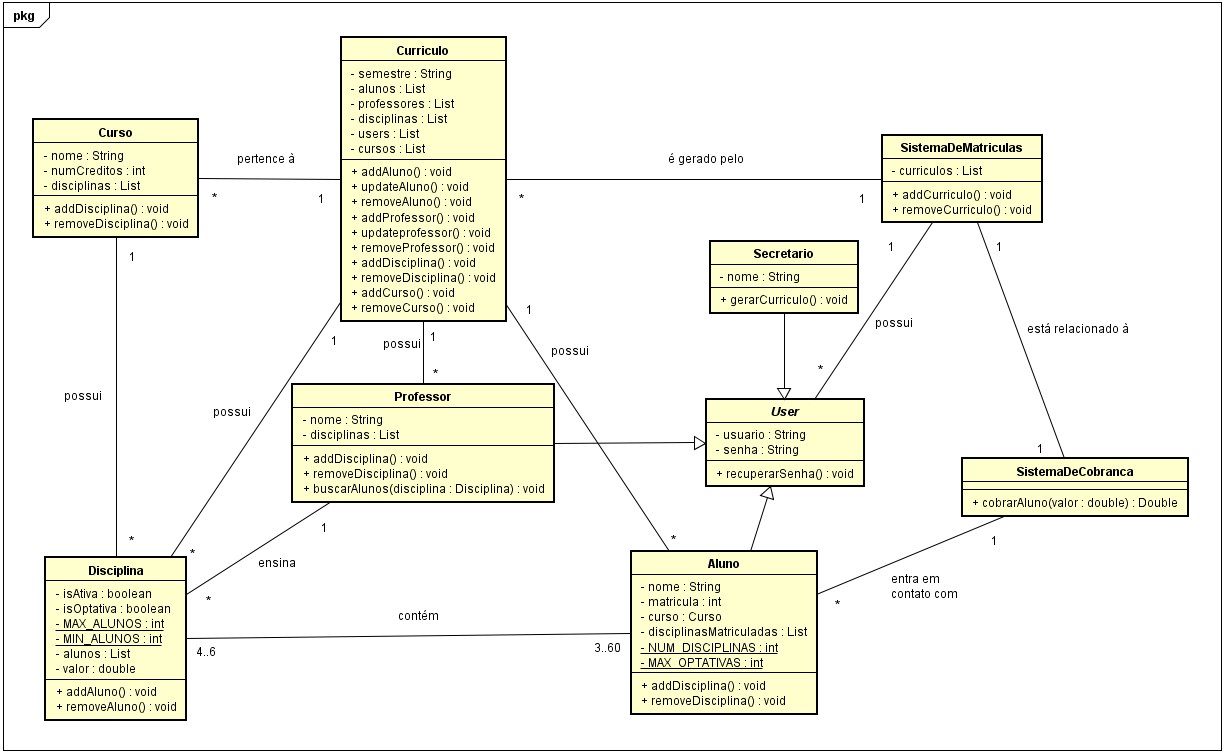 pkg
Curriculo
- semestre : String
- alunos : List
- professores : List
- disciplinas : List
- users : List
- cursos : List
+ addAluno() : void
+ updateAluno() : void
+ removeAluno() : void
+ addProfessor() : void
+ updateprofessor() : void
+ removeProfessor() : void
+ addDisciplina() : void
+ removeDisciplina() : void
+ addCurso() : void
+ removeCurso() : void
Curso
- nome : String
- numCreditos : int
- disciplinas : List
+ addDisciplina() : void
+ removeDisciplina() : void
pertence à
*
1
é gerado pelo
*
1
SistemaDeMatriculas
- curriculos : List
+ addCurriculo() : void
+ removeCurriculo() : void
Secretario
- nome : String
+ gerarCurriculo() : void
1
possui
*
1
está relacionado à
1
1
possui
*
1
possui
*
1
possui
*
1
possui
*
Professor
- nome : String
- disciplinas : List
+ addDisciplina() : void
+ removeDisciplina() : void
+ buscarAlunos(disciplina : Disciplina) : void
User
- usuario : String
- senha : String
+ recuperarSenha() : void
SistemaDeCobranca
+ cobrarAluno(valor : double) : Double
1
ensina
*
1
entra em
contato com
*
Disciplina
- isAtiva : boolean
- isOptativa : boolean
- MAX_ALUNOS : int
- MIN_ALUNOS : int
- alunos : List
- valor : double
+ addAluno() : void
+ removeAluno() : void
contém
4..6
3..60
Aluno
- nome : String
- matricula : int
- curso : Curso
- disciplinasMatriculadas : List
- NUM_DISCIPLINAS : int
- MAX_OPTATIVAS : int
+ addDisciplina() : void
+ removeDisciplina() : void